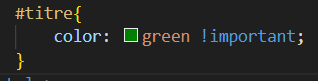 #titre{
color: green !important;
}